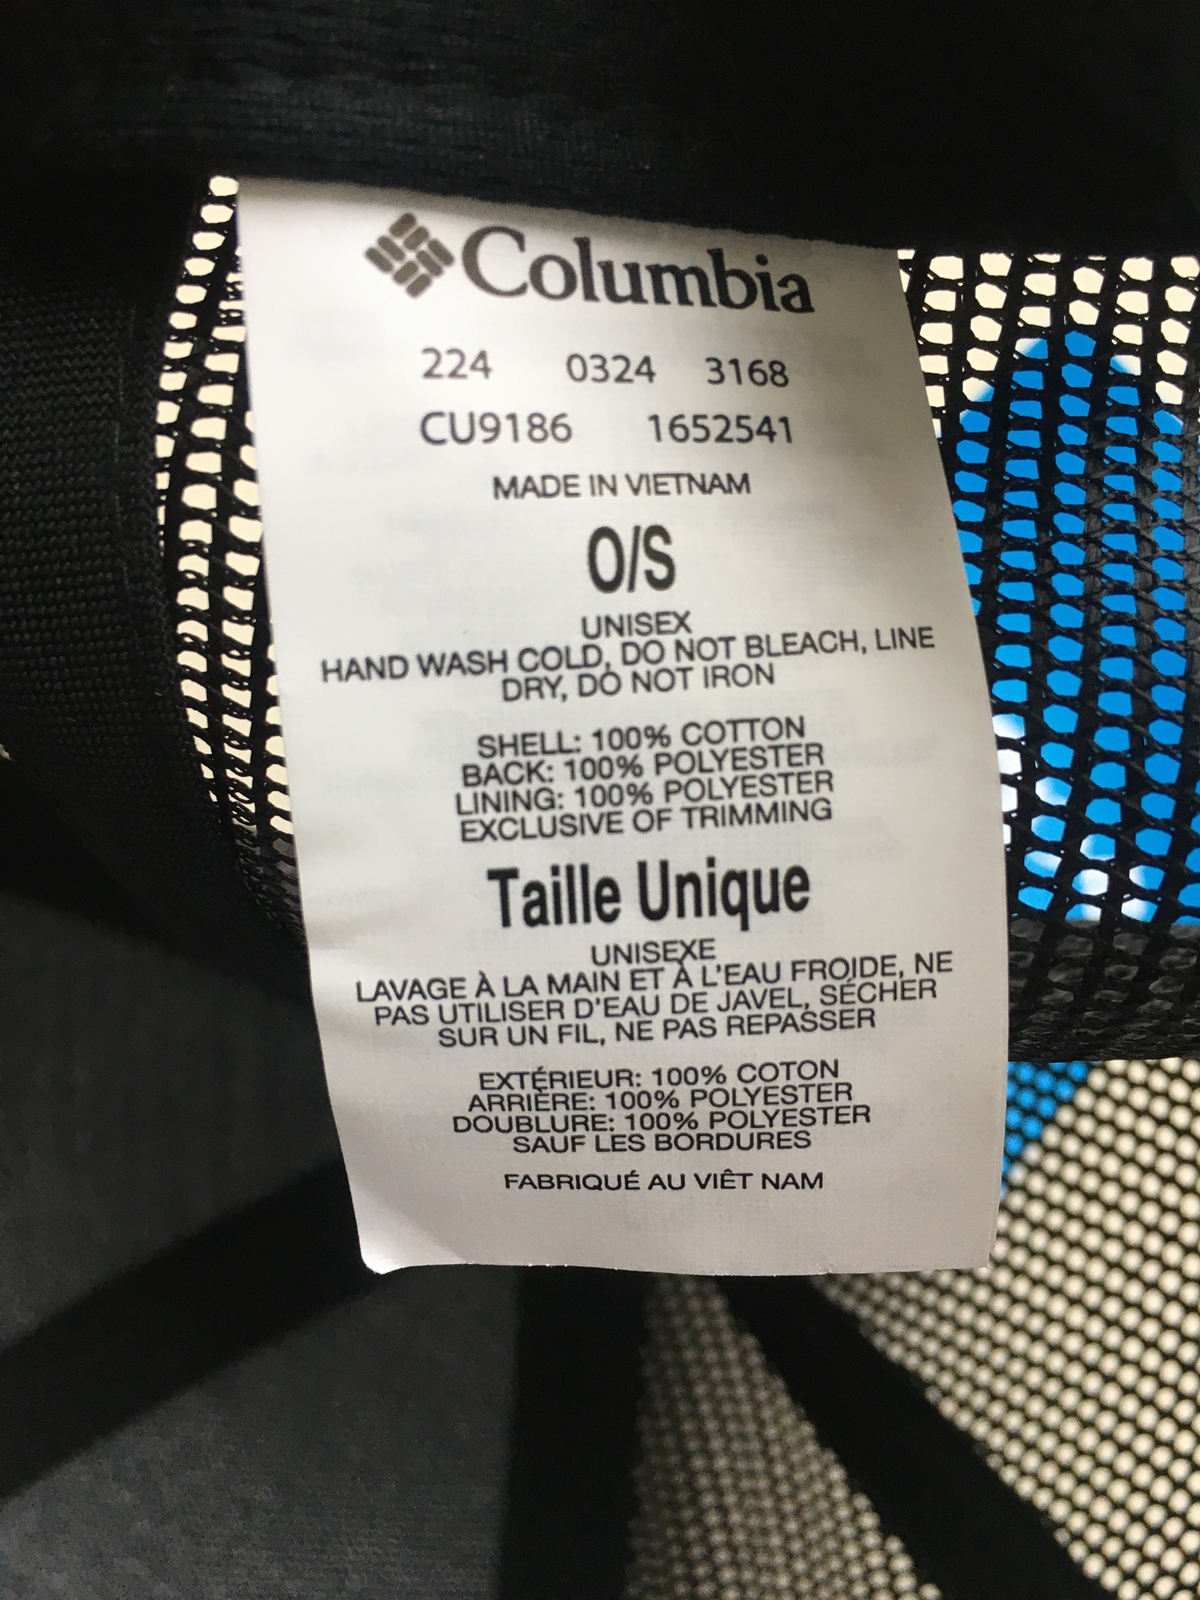 Columbia
224 0324 3168
CU9186 1652541
MADE IN VIETNAM
O/S
UNISEX
HAND WASH COLD, DO NOT BLEACH, LINE
DRY, DO NOT IRON
SHELL: 100% COTTON
BACK: 100% POLYESTER
LINING: 100% POLYESTER
EXCLUSIVE OF TRIMMING
Taille Unique
UNISEXE
LAVAGE À LA MAIN ET À L'EAU FROIDE, NE
PAS UTILISER D'EAU DE JAVEL, SÉCHER
SUR UN FIL, NE PAS REPASSER
EXTÉRIEUR: 100% COTON
ARRIÈRE: 100% POLYESTER
DOUBLURE: 100% POLYESTER
SAUF LES BORDURES
FABRIQUÉ AU VIÊT NAM